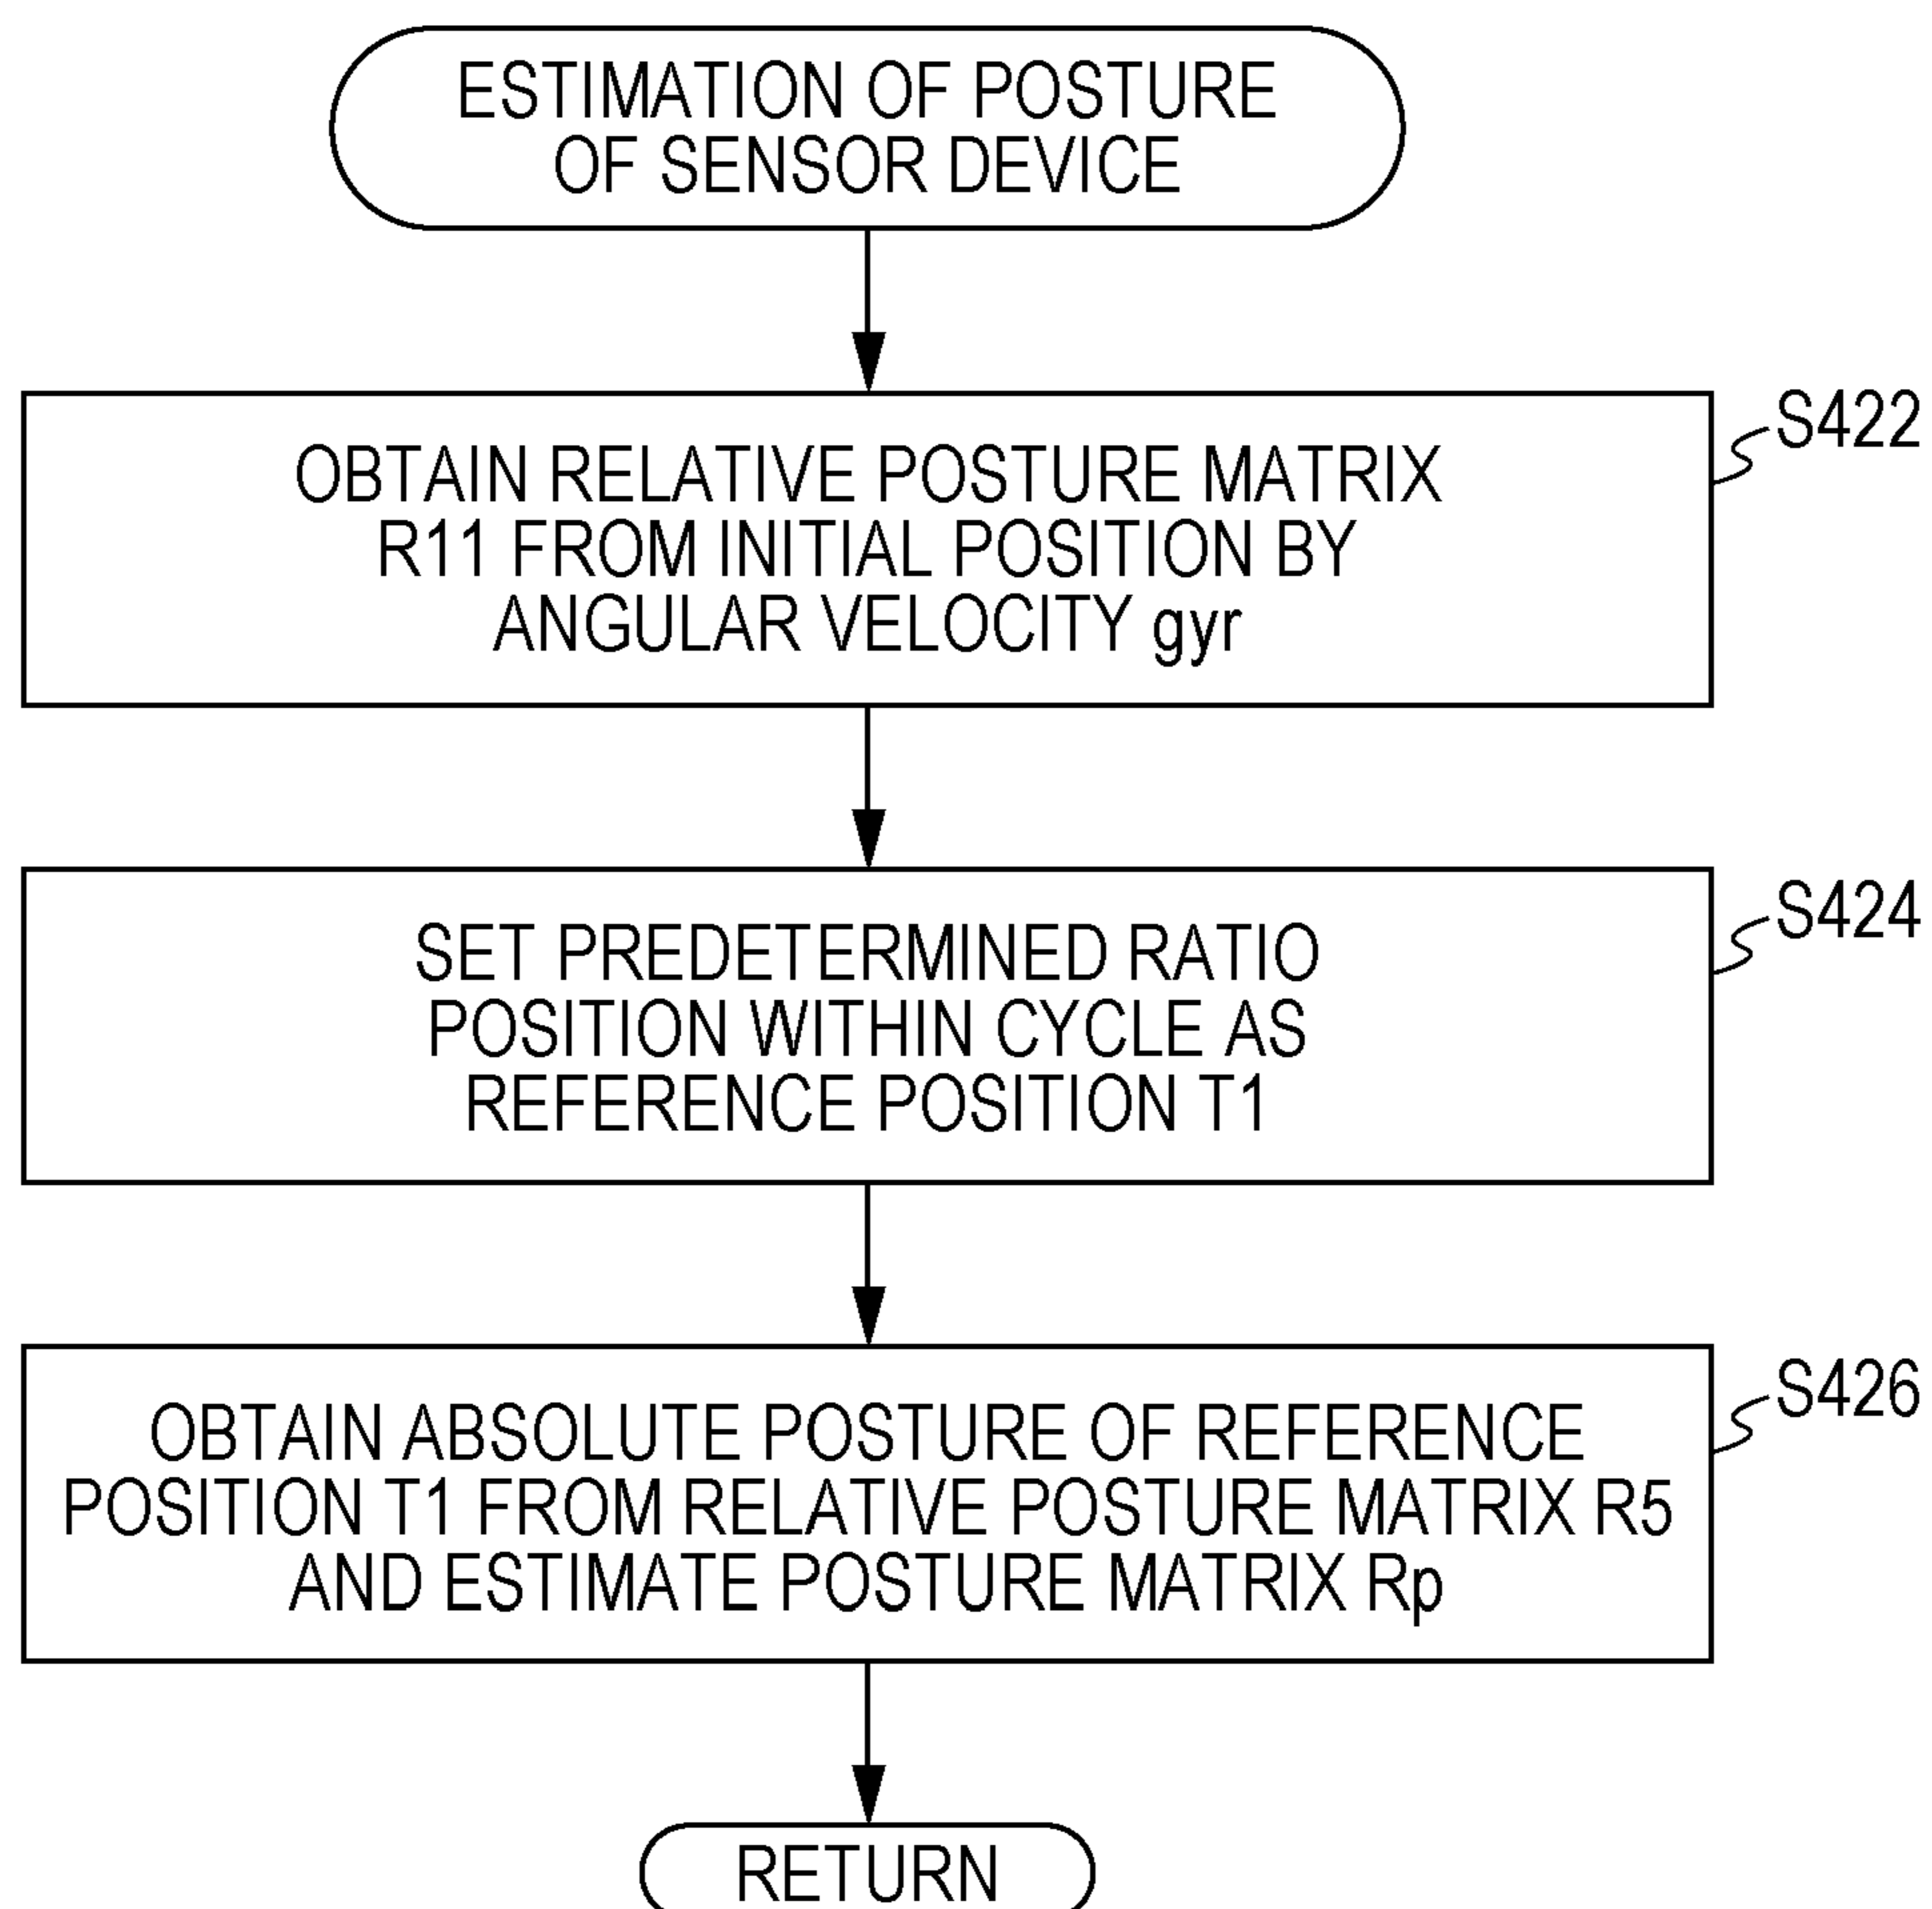 ESTIMATION OF POSTURE
OF SENSOR DEVICE
S422
OBTAIN RELATIVE POSTURE MATRIX
R11 FROM INITIAL POSITION BY
ANGULAR VELOCITY gyr
S424
SET PREDETERMINED RATIO
POSITION WITHIN CYCLE AS
REFERENCE POSITION T1
S426
OBTAIN ABSOLUTE POSTURE OF REFERENCE
POSITION T1 FROM RELATIVE POSTURE MATRIX R5
AND ESTIMATE POSTURE MATRIX Rp
RETURN